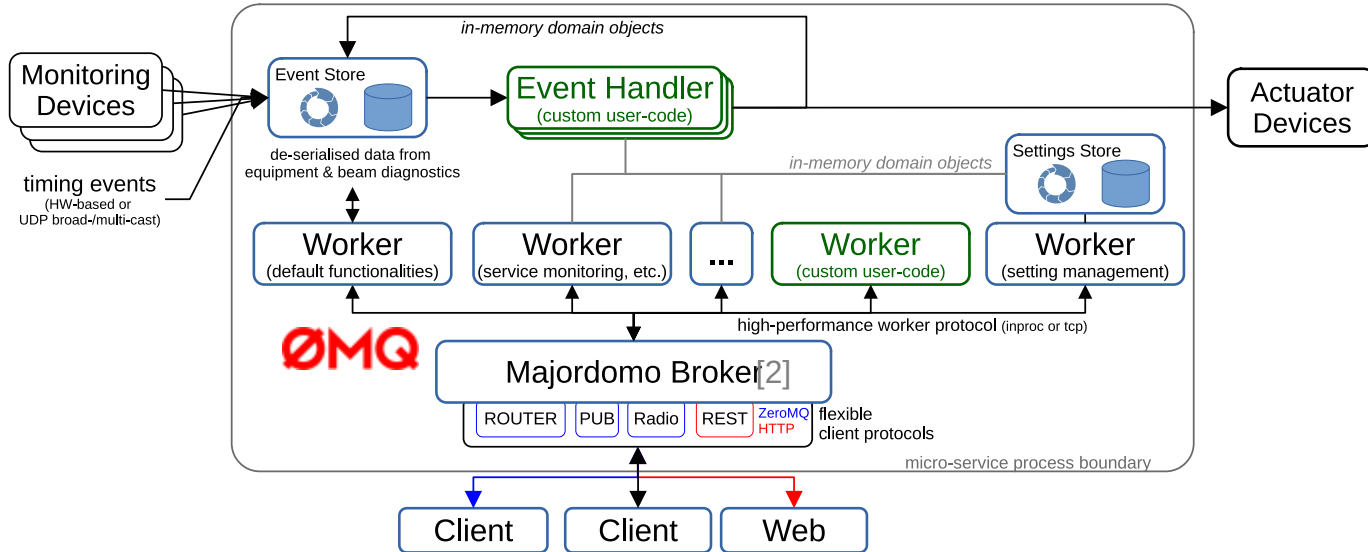 in-memory domain objects
Monitoring
Devices
Event Store
Event Handler
(custom user-code)
Actuator
Devices
de-serialised data from
equipment & beam diagnostics
in-memory domain objects
Settings Store
timing events
(HW-based or
UDP broad-/multi-cast)
Worker
(default functionalities)
Worker
(service monitoring, etc.)
...
Worker
(custom user-code)
Worker
(setting management)
high-performance worker protocol (inproc or tcp)
ØMQ
Majordomo Broker[2]
ROUTER
PUB
Radio
REST
ZeroMQ
HTTP
flexible
client protocols
micro-service process boundary
Client
Client
Web